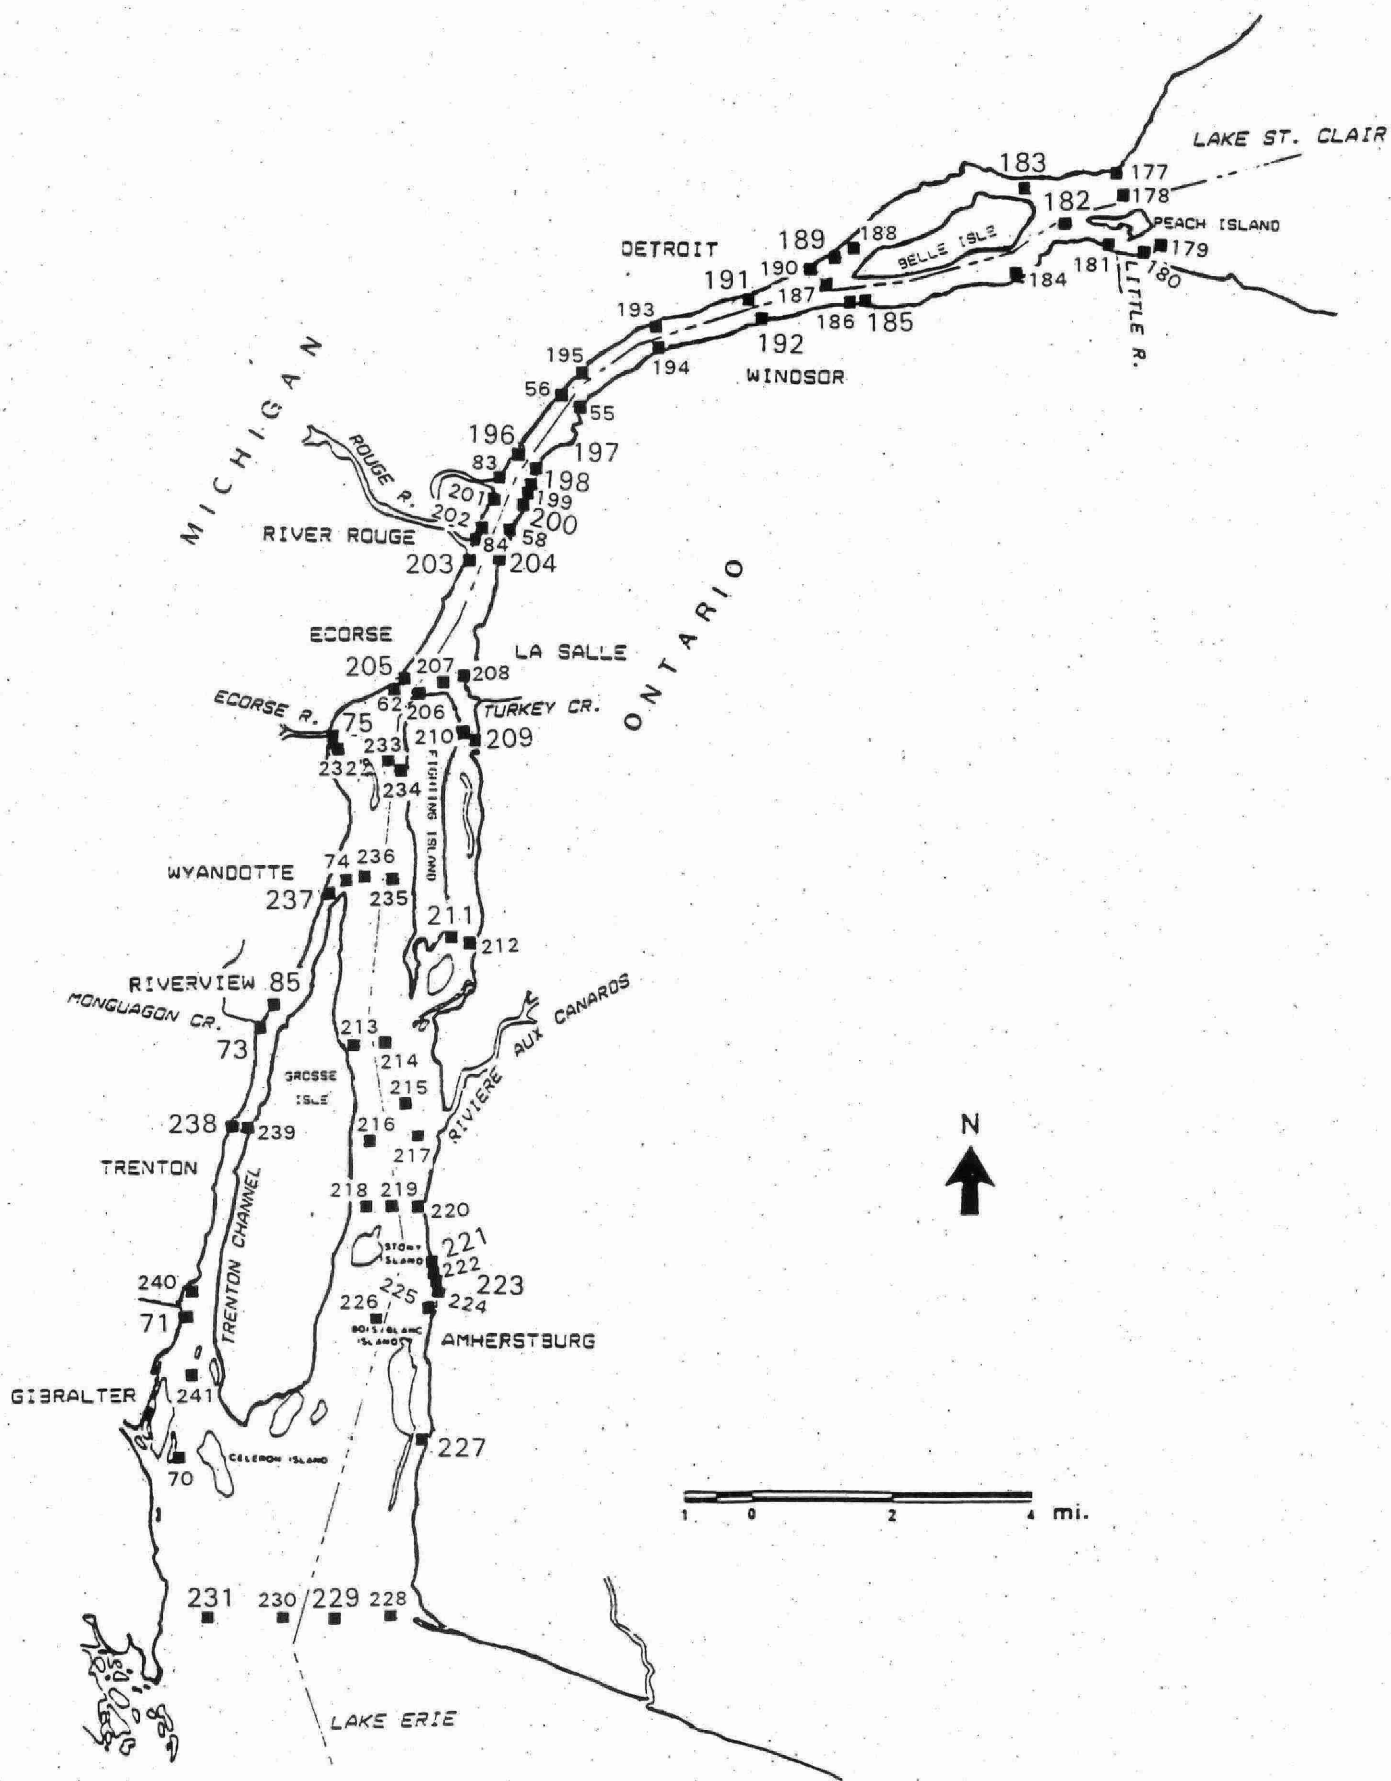 LAKE ST. CLAIR
183
177
178
182
PEACH ISLAND
DETROIT
189
188
BELLE ISLE
179
190
181
180
184
LITTLE R.
191
187
186
185
193
192
195
194
WINDSOR
56
55
MICHIGAN
196
197
ROUGE R.
83
198
201
199
202
200
RIVER ROUGE
84
58
203
204
ONTARIO
ECORSE
LA SALLE
205
207
208
ECORSE R.
62
206
TURKEY CR.
75
233
210
209
232
234
FIGHTING ISLAND
WYANDOTTE
74
236
237
235
211
212
RIVERVIEW
85
MONGUAGON CR.
RIVIERE AUX CANARDS
73
213
214
GROSSE
ISLE
215
238
239
216
217
TRENTON
TRENTON CHANNEL
218
219
220
STONY
ISLAND
221
222
240
225
223
224
71
226
BOIS BLANC
ISLAND
AMHERSTBURG
GIBRALTER
241
227
70
CELERON ISLAND
N
1 0 2 4 mi.
231
230
229
228
LAKE ERIE